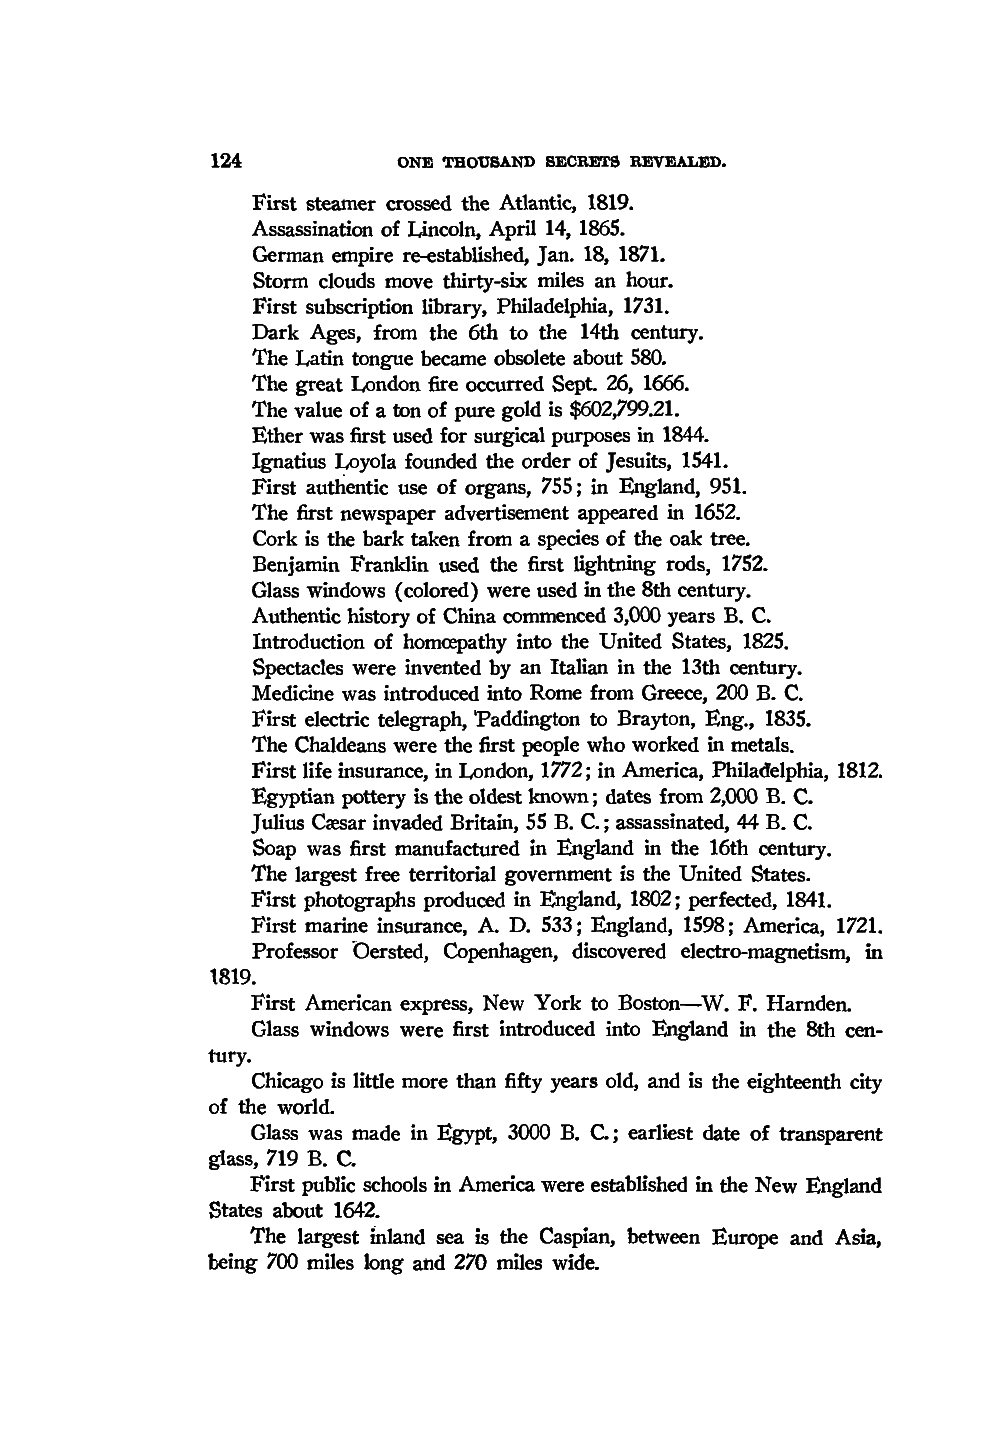 124 ONE THOUSAND SECRETS REVEALED.
First steamer crossed the Atlantic, 1819.
Assassination of Lincoln, April 14, 1865.
German empire re-established, Jan. 18, 1871.
Storm clouds move thirty-six miles an hour.
First subscription library, Philadelphia, 1731.
Dark Ages, from the 6th to the 14th century.
The Latin tongue became obsolete about 580.
The great London fire occurred Sept. 26, 1666.
The value of a ton of pure gold is $602,799.21.
Ether was first used for surgical purposes in 1844.
Ignatius Loyola founded the order of Jesuits, 1541.
First authentic use of organs, 755; in England, 951.
The first newspaper advertisement appeared in 1652.
Cork is the bark taken from a species of the oak tree.
Benjamin Franklin used the first lightning rods, 1752.
Glass windows (colored) were used in the 8th century.
Authentic history of China commenced 3,000 years B. C.
Introduction of homœpathy into the United States, 1825.
Spectacles were invented by an Italian in the 13th century.
Medicine was introduced into Rome from Greece, 200 B. C.
First electric telegraph, Paddington to Brayton, Eng., 1835.
The Chaldeans were the first people who worked in metals.
First life insurance, in London, 1772; in America, Philadelphia, 1812.
Egyptian pottery is the oldest known; dates from 2,000 B. C.
Julius Cæsar invaded Britain, 55 B. C.; assassinated, 44 B. C.
Soap was first manufactured in England in the 16th century.
The largest free territorial government is the United States.
First photographs produced in England, 1802; perfected, 1841.
First marine insurance, A. D. 533; England, 1598; America, 1721.
Professor Oersted, Copenhagen, discovered electro-magnetism, in
1819.
First American express, New York to Boston—W. F. Harnden.
Glass windows were first introduced into England in the 8th cen-
tury.
Chicago is little more than fifty years old, and is the eighteenth city
of the world.
Glass was made in Egypt, 3000 B. C.; earliest date of transparent
glass, 719 B. C.
First public schools in America were established in the New England
States about 1642.
The largest inland sea is the Caspian, between Europe and Asia,
being 700 miles long and 270 miles wide.